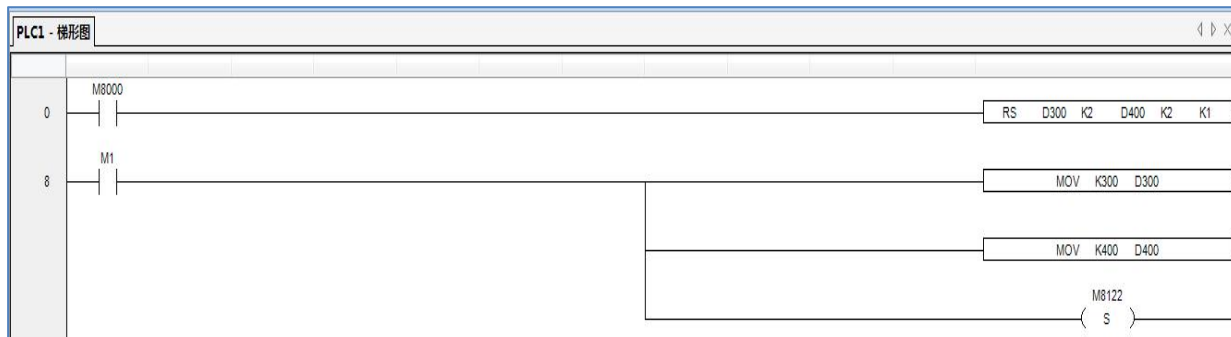 PLC1 - 梯形图
M8000
0 RS D300 K2 D400 K2 K1
M1
8 MOV K300 D300
MOV K400 D400
M8122
S